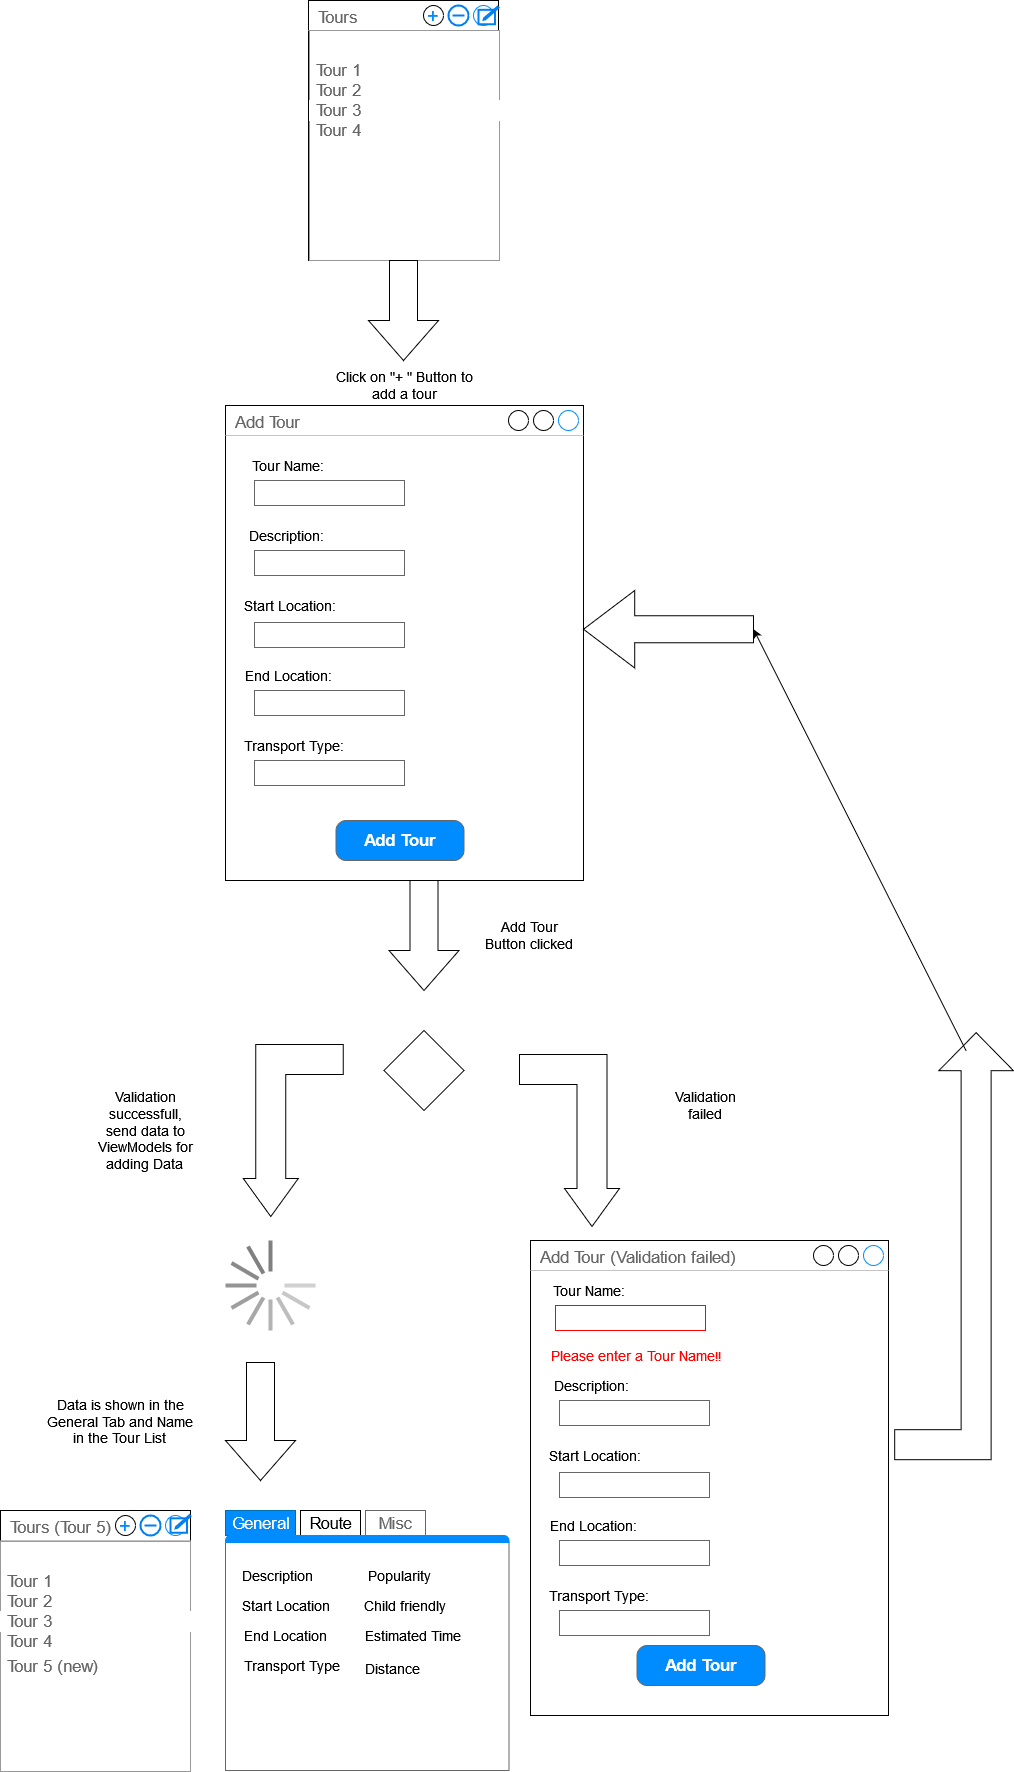 Tours
Tour 1
Tour 2
Tour 3
Tour 4
Click on "+ " Button to
add a tour
Add Tour
Tour Name:
Description:
Start Location:
End Location:
Transport Type:
Add Tour
Add Tour
Button clicked
Validation
successfull,
send data to
ViewModels for
adding Data
Validation
failed
Add Tour (Validation failed)
Tour Name:
Please enter a Tour Name!!
Description:
Start Location:
End Location:
Transport Type:
Add Tour
Data is shown in the
General Tab and Name
in the Tour List
Tours (Tour 5)
Tour 1
Tour 2
Tour 3
Tour 4
Tour 5 (new)
General Route Misc
Description Popularity
Start Location Child friendly
End Location Estimated Time
Transport Type Distance